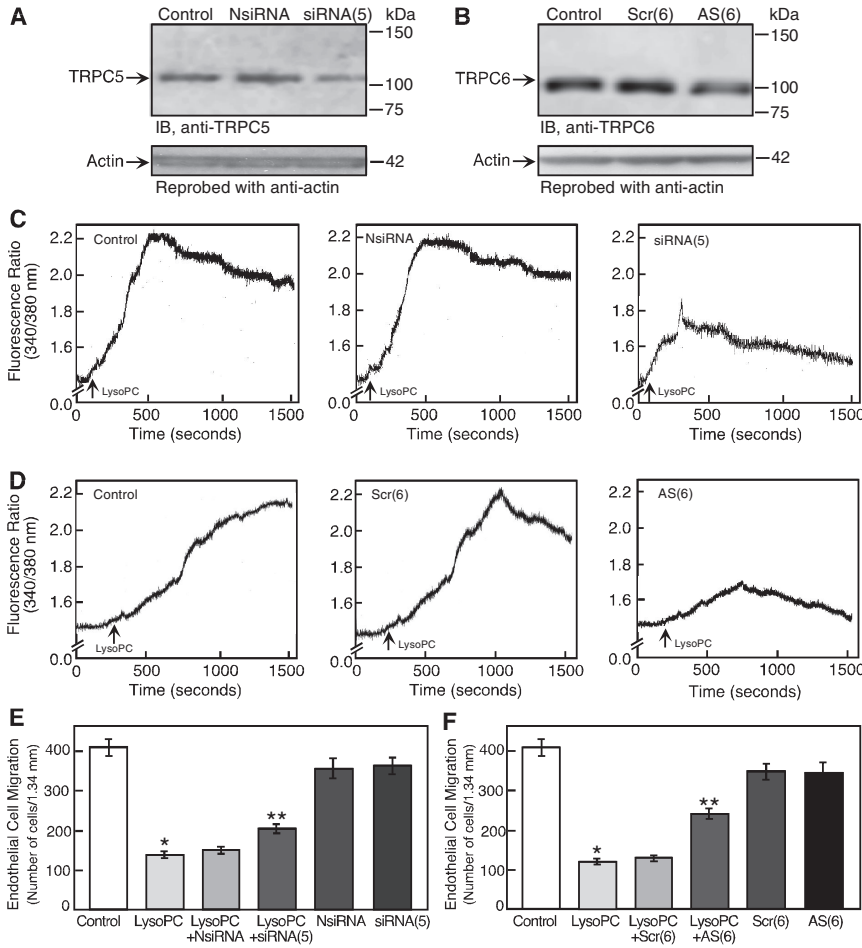 A
Control NsiRNA siRNA(5) kDa
150
TRPC5
100
75
IB, anti-TRPC5
Actin
42
Reprobed with anti-actin
B
Control Scr(6) AS(6) kDa
150
TRPC6
100
75
IB, anti-TRPC6
Actin
42
Reprobed with anti-actin
C
Fluorescence Ratio
(340/380 nm)
2.2
2.0
1.8
1.6
0.0
Control
LysoPC
0 500 1000 1500
Time (seconds)
2.2
2.0
1.8
1.6
0.0
NsiRNA
LysoPC
0 500 1000 1500
Time (seconds)
2.2
2.0
1.8
1.6
0.0
siRNA(5)
LysoPC
0 500 1000 1500
Time (seconds)
D
Fluorescence Ratio
(340/380 nm)
2.2
2.0
1.8
1.6
0.0
Control
LysoPC
0 500 1000 1500
Time (seconds)
2.2
2.0
1.8
1.6
0.0
Scr(6)
LysoPC
0 500 1000 1500
Time (seconds)
2.2
2.0
1.8
1.6
0.0
AS(6)
LysoPC
0 500 1000 1500
Time (seconds)
E
Endothelial Cell Migration
(Number of cells/1.34 mm)
400
300
200
100
0
*
**
Control LysoPC LysoPC LysoPC NsiRNA siRNA(5)
+NsiRNA +siRNA(5)
F
Endothelial Cell Migration
(Number of cells/1.34 mm)
400
300
200
100
0
*
**
Control LysoPC LysoPC LysoPC Scr(6) AS(6)
+Scr(6) +AS(6)